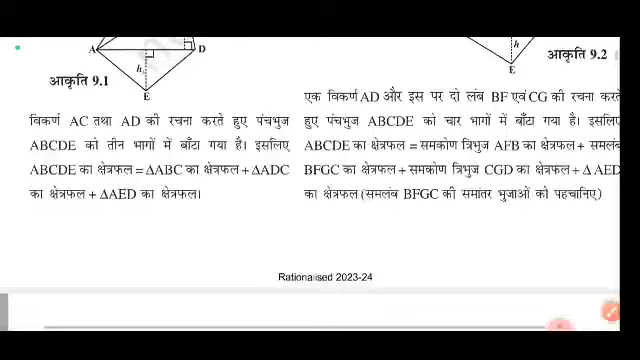 A
D
h
E
आकृति 9.1
विकर्ण AC तथा AD की रचना करते हुए पंचभुज
ABCDE को तीन भागों में बाँटा गया है। इसलिए
ABCDE का क्षेत्रफल = ΔABC का क्षेत्रफल + ΔADC
का क्षेत्रफल + ΔAED का क्षेत्रफल।
h
E
आकृति 9.2
एक विकर्ण AD और इस पर दो लंब BF एवं CG की रचना करते
हुए पंचभुज ABCDE को चार भागों में बाँटा गया है। इसलिए
ABCDE का क्षेत्रफल = समकोण त्रिभुज AFB का क्षेत्रफल + समलंब
BFGC का क्षेत्रफल + समकोण त्रिभुज CGD का क्षेत्रफल + Δ AED
का क्षेत्रफल (समलंब BFGC की समांतर भुजाओं को पहचानिए)
Rationalised 2023-24